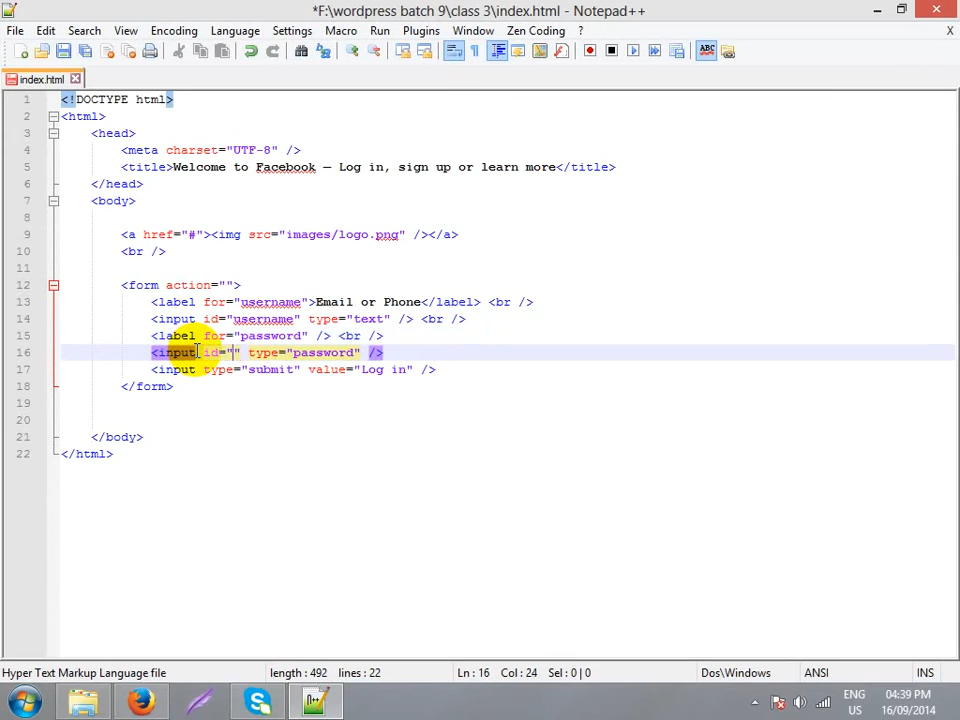 *F:\wordpress batch 9\class 3\index.html - Notepad++
File Edit Search View Encoding Language Settings Macro Run Plugins Window Zen Coding ? X
index.html
1 <!DOCTYPE html>
2 <html>
3 <head>
4 <meta charset="UTF-8" />
5 <title>Welcome to Facebook — Log in, sign up or learn more</title>
6 </head>
7 <body>
8
9 <a href="#"><img src="images/logo.png" /></a>
10 <br />
11
12 <form action="">
13 <label for="username">Email or Phone</label> <br />
14 <input id="username" type="text" /> <br />
15 <label for="password" /> <br />
16 <input id="" type="password" />
17 <input type="submit" value="Log in" />
18 </form>
19
20
21 </body>
22 </html>
Hyper Text Markup Language file length : 492 lines : 22 Ln : 16 Col : 24 Sel : 0 | 0 Dos\Windows ANSI INS
ENG 04:39 PM
US 16/09/2014